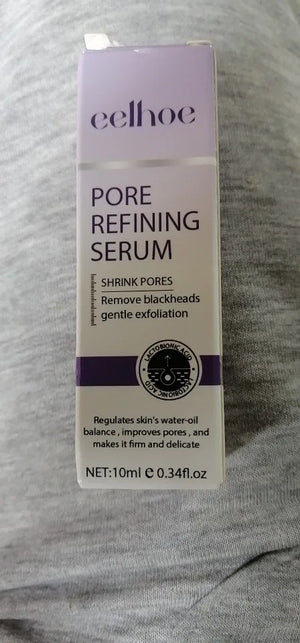 eelhoe
PORE
REFINING
SERUM
SHRINK PORES
Remove blackheads
gentle exfoliation
LACTOBIONIC ACID
LACTOBIONIC ACID
Regulates skin's water-oil
balance , improves pores , and
makes it firm and delicate
NET:10ml e 0.34fl.oz